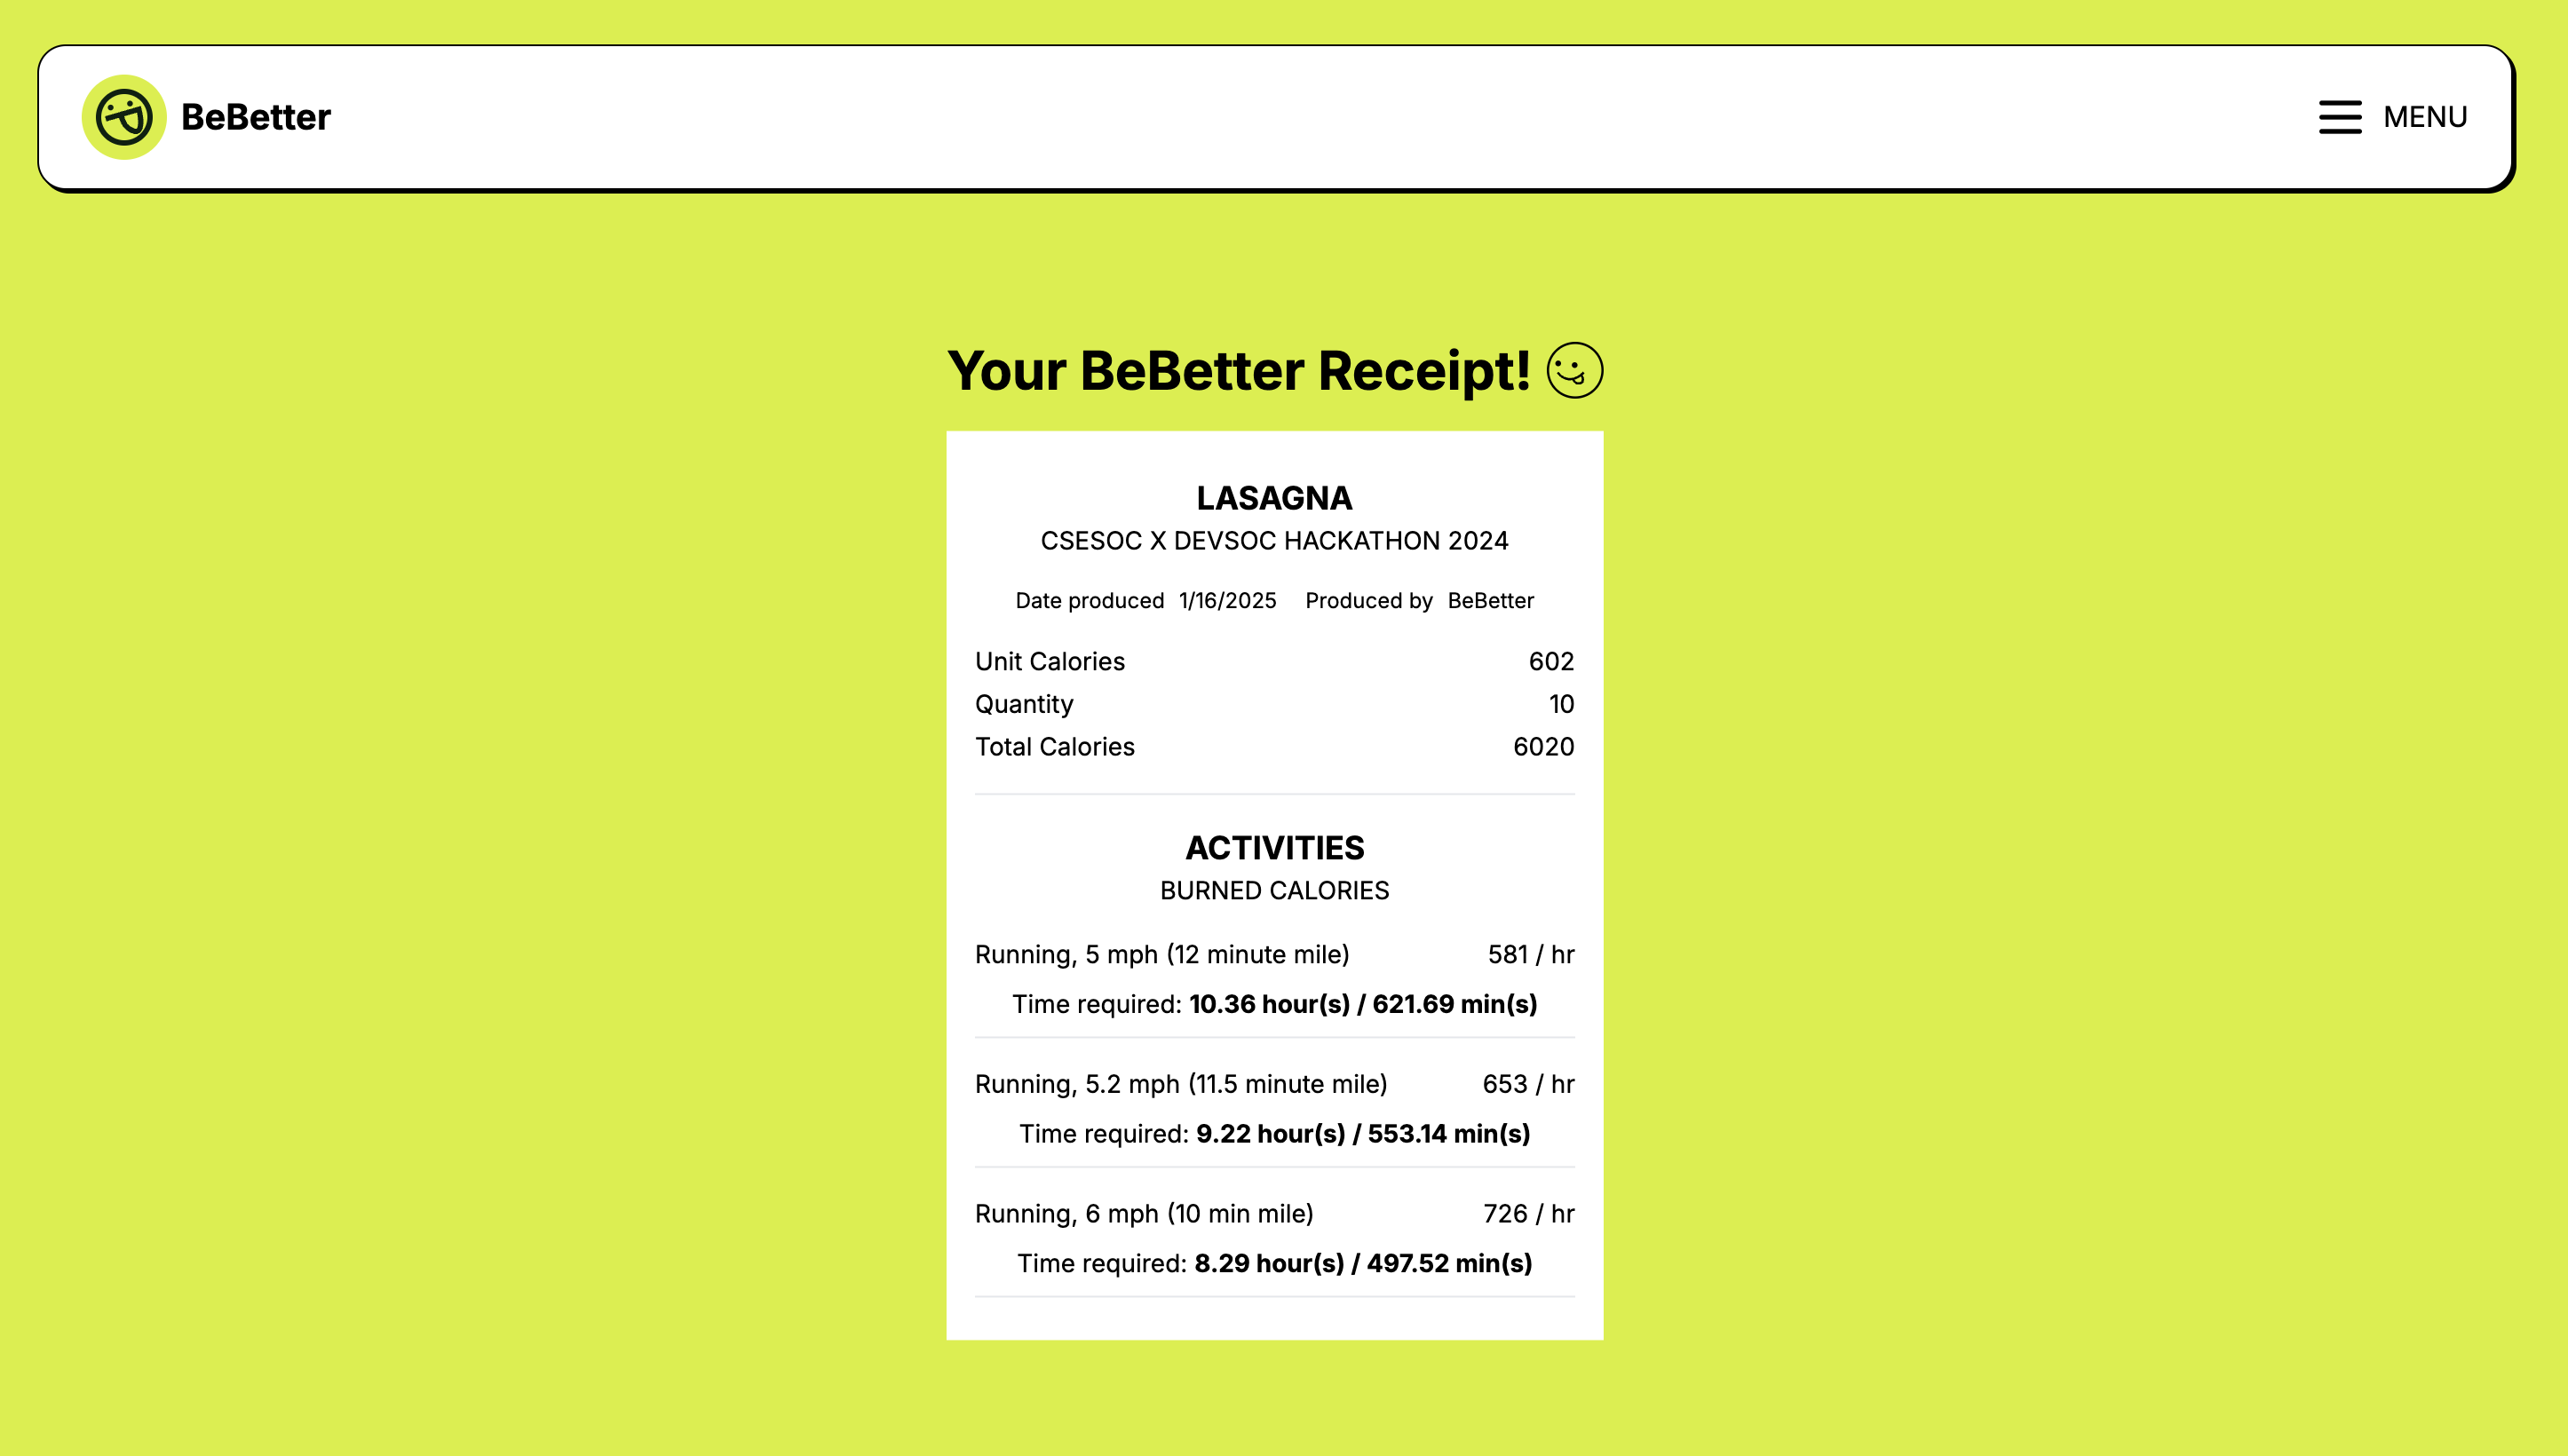 BeBetter
MENU
Your BeBetter Receipt!
LASAGNA
CSESOC X DEVSOC HACKATHON 2024
Date produced 1/16/2025 Produced by BeBetter
Unit Calories 602
Quantity 10
Total Calories 6020
ACTIVITIES
BURNED CALORIES
Running, 5 mph (12 minute mile) 581 / hr
Time required: 10.36 hour(s) / 621.69 min(s)
Running, 5.2 mph (11.5 minute mile) 653 / hr
Time required: 9.22 hour(s) / 553.14 min(s)
Running, 6 mph (10 min mile) 726 / hr
Time required: 8.29 hour(s) / 497.52 min(s)